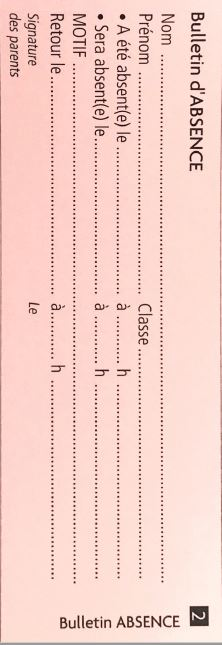 Bulletin d'ABSENCE
Nom ..........................................................................................
Prénom .................................................. Classe ..............................
• A été absent(e) le .............................. à ......... h ..............................
• Sera absent(e) le .............................. à ......... h ..............................
MOTIF ..........................................................................................
Retour le .................................................. à ......... h ..............................
Signature Le
des parents
Bulletin ABSENCE 2